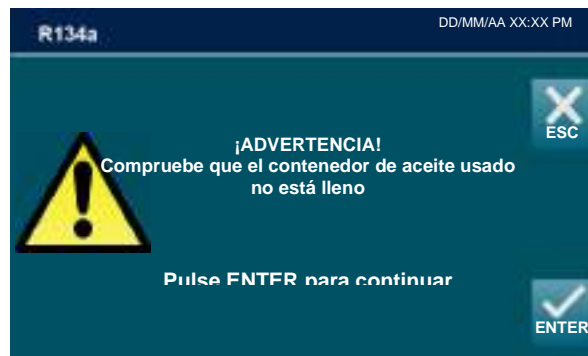 R134a
DD/MM/AA XX:XX PM
ESC
¡ADVERTENCIA!
Compruebe que el contenedor de aceite usado
no está lleno
Pulse ENTER para continuar
ENTER